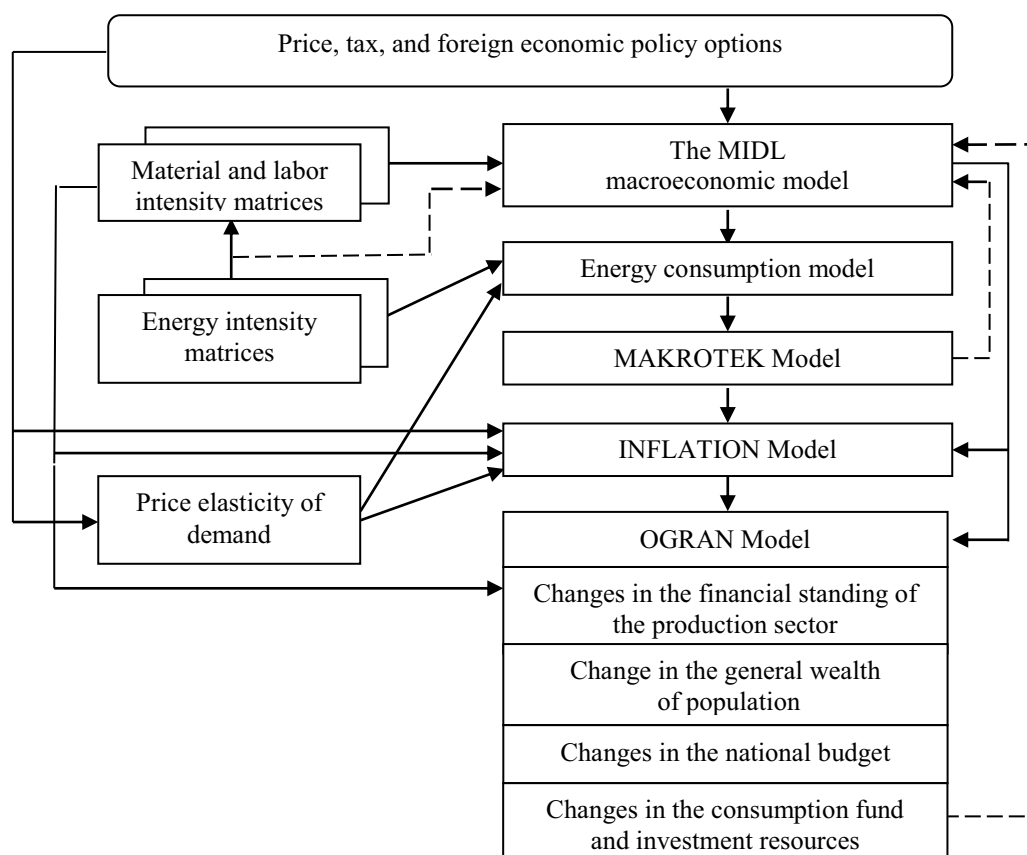 Price, tax, and foreign economic policy options
Material and labor
intensity matrices
The MIDL
macroeconomic model
Energy consumption model
Energy intensity
matrices
MAKROTEK Model
INFLATION Model
Price elasticity of
demand
OGRAN Model
Changes in the financial standing of
the production sector
Change in the general wealth
of population
Changes in the national budget
Changes in the consumption fund
and investment resources